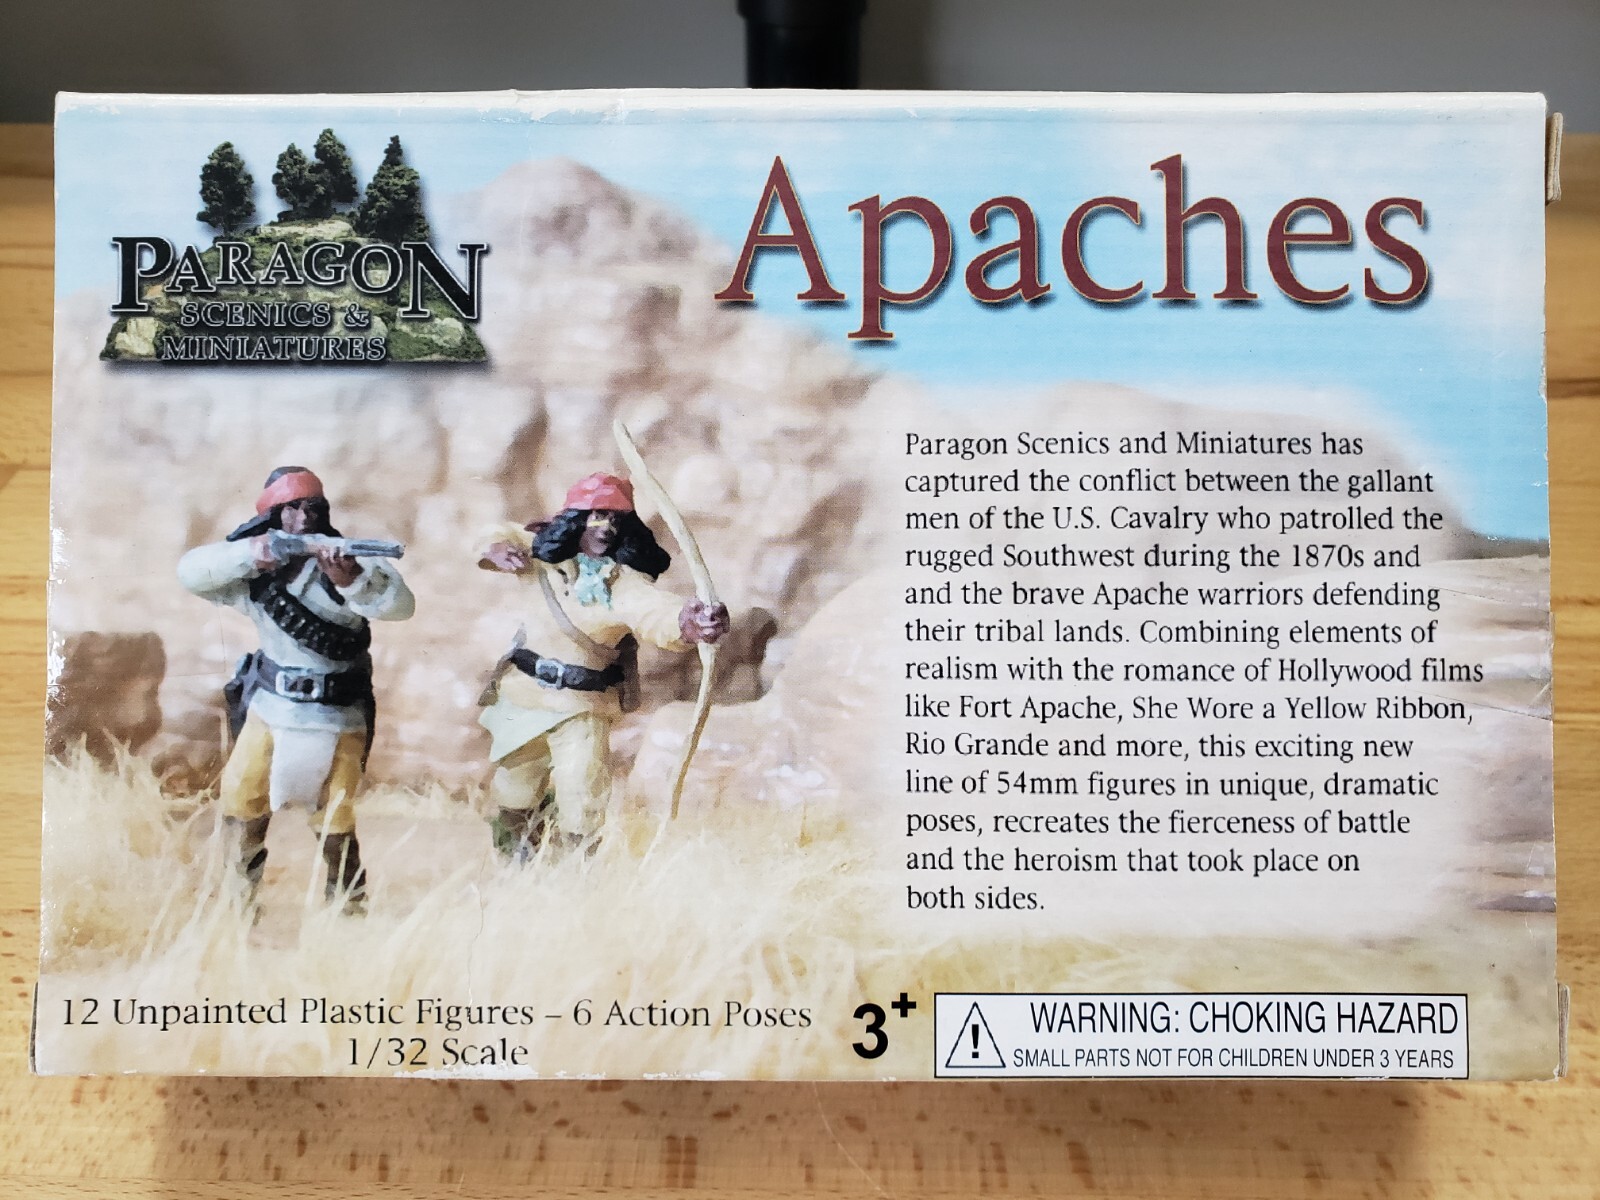 PARAGON
SCENICS &
MINIATURES
Apaches
Paragon Scenics and Miniatures has
captured the conflict between the gallant
men of the U.S. Cavalry who patrolled the
rugged Southwest during the 1870s and
and the brave Apache warriors defending
their tribal lands. Combining elements of
realism with the romance of Hollywood films
like Fort Apache, She Wore a Yellow Ribbon,
Rio Grande and more, this exciting new
line of 54mm figures in unique, dramatic
poses, recreates the fierceness of battle
and the heroism that took place on
both sides.
12 Unpainted Plastic Figures – 6 Action Poses
1/32 Scale
3+
WARNING: CHOKING HAZARD
SMALL PARTS NOT FOR CHILDREN UNDER 3 YEARS